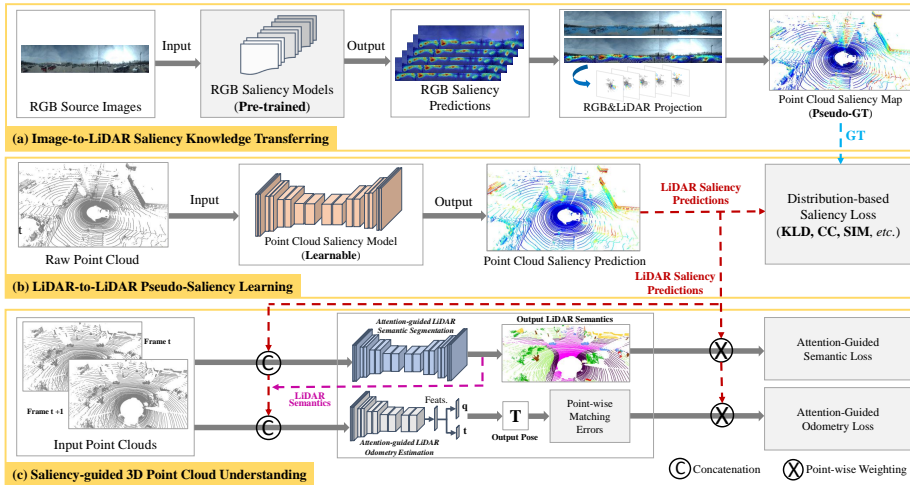 Input
Output
RGB Source Images
RGB Saliency Models
(Pre-trained)
RGB Saliency
Predictions
RGB&LiDAR Projection
Point Cloud Saliency Map
(Pseudo-GT)
(a) Image-to-LiDAR Saliency Knowledge Transferring
GT
Input
Output
t
Raw Point Cloud
Point Cloud Saliency Model
(Learnable)
Point Cloud Saliency Prediction
LiDAR Saliency
Predictions
Distribution-based
Saliency Loss
(KLD, CC, SIM, etc.)
(b) LiDAR-to-LiDAR Pseudo-Saliency Learning
LiDAR Saliency
Predictions
Frame t
Frame t +1
Input Point Clouds
C
C
Attention-guided LiDAR
Semantic Segmentation
Output LiDAR Semantics
LiDAR
Semantics
Feats.
q
t
Attention-guided LiDAR
Odometry Estimation
T
Output Pose
Point-wise
Matching
Errors
X
X
Attention-Guided
Semantic Loss
Attention-Guided
Odometry Loss
(c) Saliency-guided 3D Point Cloud Understanding
C Concatenation
X Point-wise Weighting